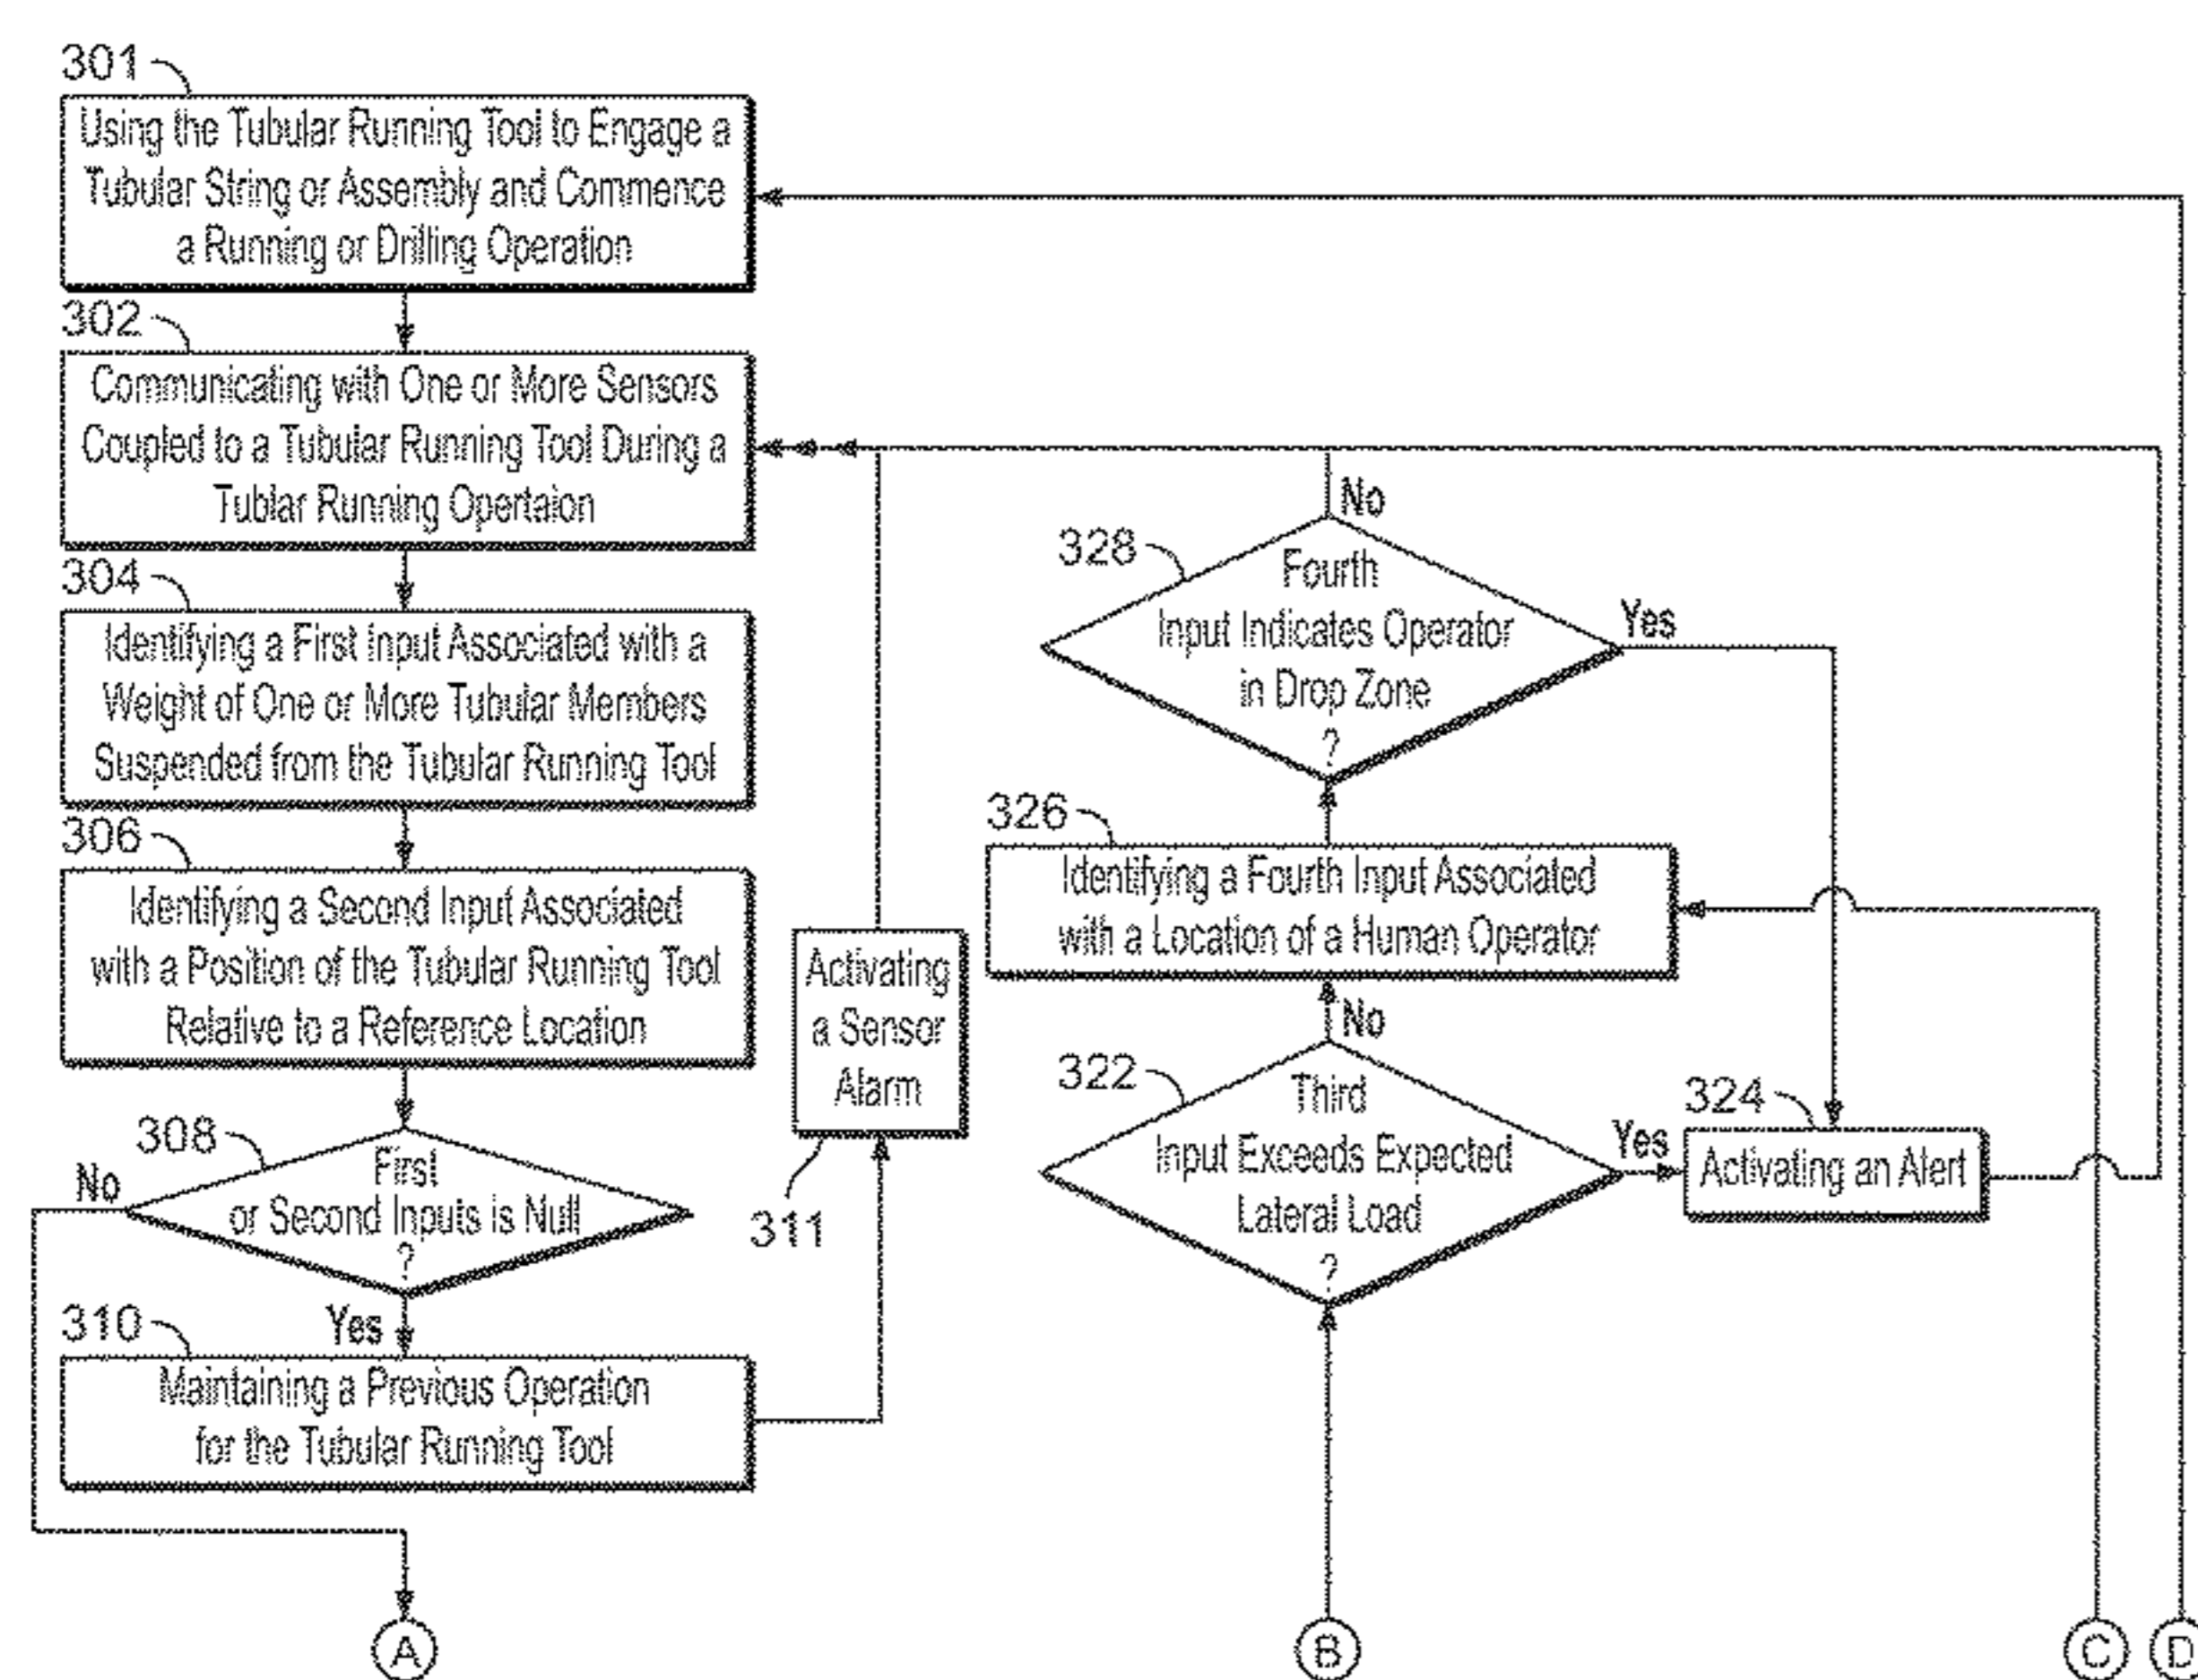 301
Using the Tubular Running Tool to Engage a
Tubular String or Assembly and Commence
a Running or Drilling Operation
302
Communicating with One or More Sensors
Coupled to a Tubular Running Tool During a
Tublar Running Opertaion
304
Identifying a First Input Associated with a
Weight of One or More Tubular Members
Suspended from the Tubular Running Tool
306
Identifying a Second Input Associated
with a Position of the Tubular Running Tool
Relative to a Reference Location
308
No
First
or Second Inputs is Null
?
Yes
310
Maintaining a Previous Operation
for the Tubular Running Tool
A
Activating
a Sensor
Alarm
311
No
328
Fourth
Input Indicates Operator
in Drop Zone
?
Yes
326
Identifying a Fourth Input Associated
with a Location of a Human Operator
No
322
Third
Input Exceeds Expected
Lateral Load
?
Yes
324
Activating an Alert
B
C
D